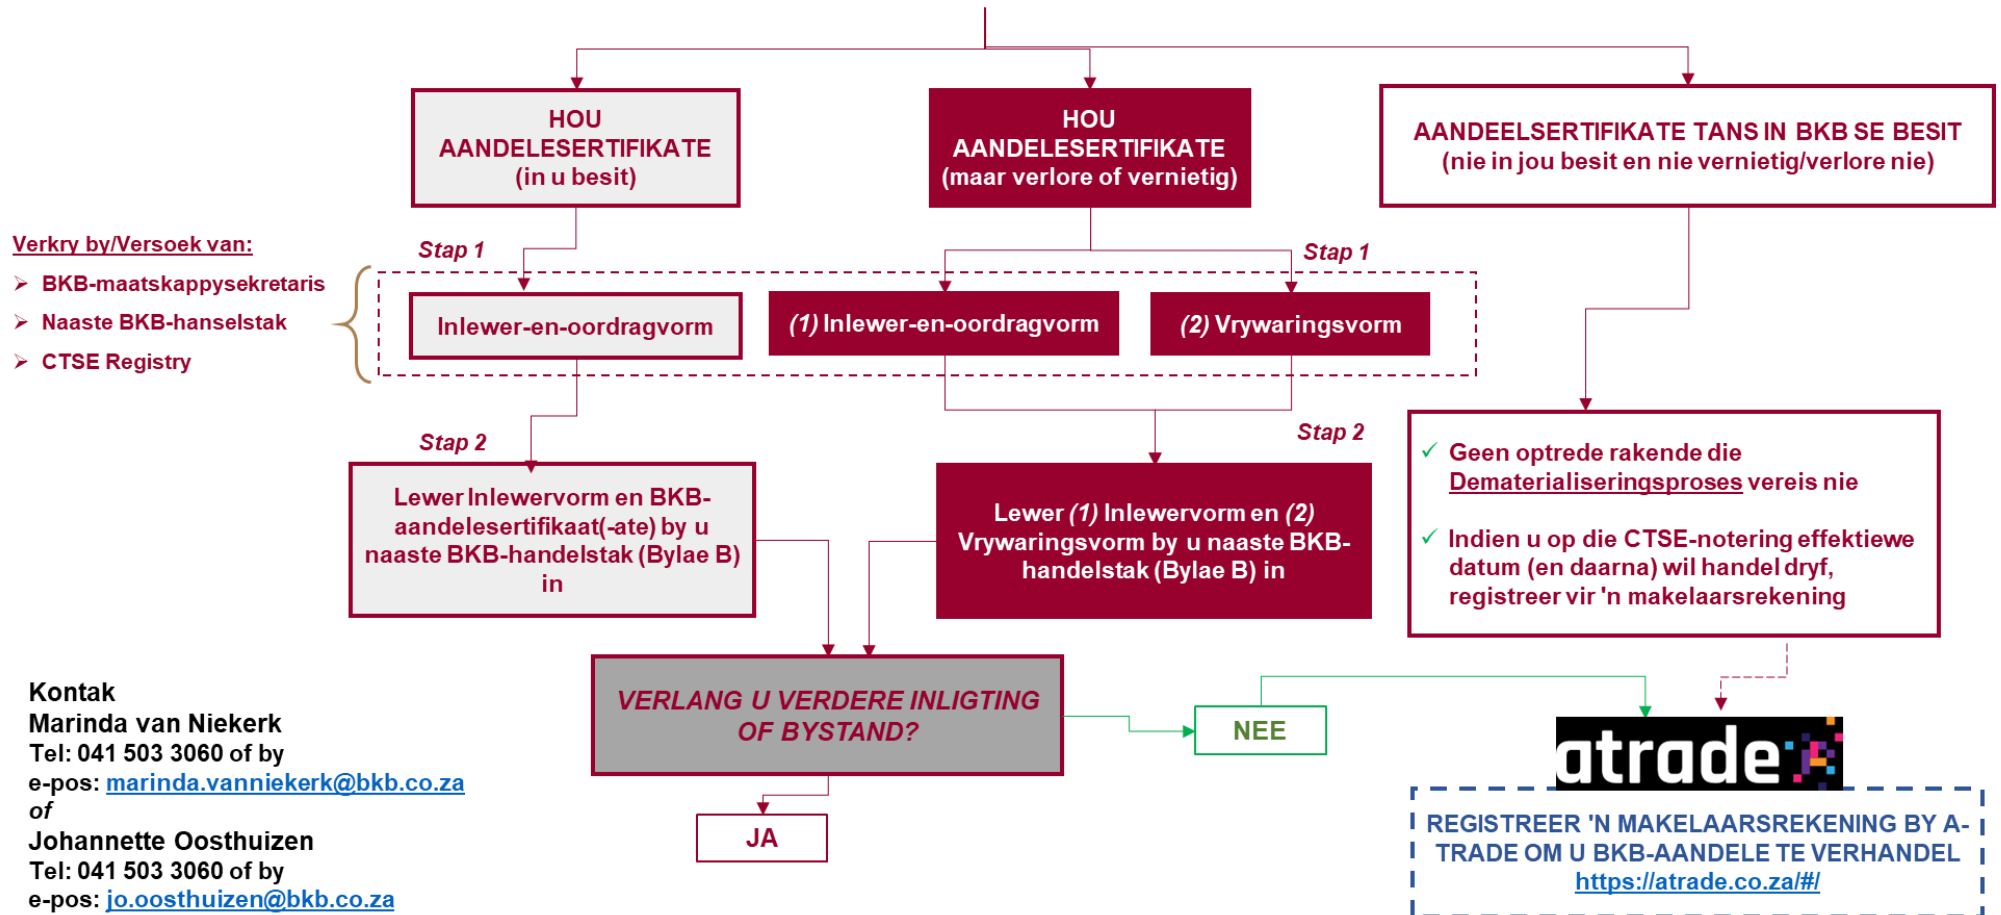 HOU
AANDELESERTIFIKATE
(in u besit)
HOU
AANDELESERTIFIKATE
(maar verlore of vernietig)
AANDEELSERTIFIKATE TANS IN BKB SE BESIT
(nie in jou besit en nie vernietig/verlore nie)
Verkry by/Versoek van:
BKB-maatskappysekretaris
Naaste BKB-hanselstak
CTSE Registry
Stap 1
Stap 1
Inlewer-en-oordragvorm
(1) Inlewer-en-oordragvorm
(2) Vrywaringsvorm
Stap 2
Stap 2
Lewer Inlewervorm en BKB-
aandelesertifikaat(-ate) by u
naaste BKB-handelstak (Bylae B)
in
Lewer (1) Inlewervorm en (2)
Vrywaringsvorm by u naaste BKB-
handelstak (Bylae B) in
✓ Geen optrede rakende die
Dematerialiseringsproses vereis nie
✓ Indien u op die CTSE-notering effektiewe
datum (en daarna) wil handel dryf,
registreer vir 'n makelaarsrekening
VERLANG U VERDERE INLIGTING
OF BYSTAND?
NEE
JA
Kontak
Marinda van Niekerk
Tel: 041 503 3060 of by
e-pos: marinda.vanniekerk@bkb.co.za
of
Johannette Oosthuizen
Tel: 041 503 3060 of by
e-pos: jo.oosthuizen@bkb.co.za
atrade
REGISTREER 'N MAKELAARSREKENING BY A-
TRADE OM U BKB-AANDELE TE VERHANDEL
https://atrade.co.za/#/